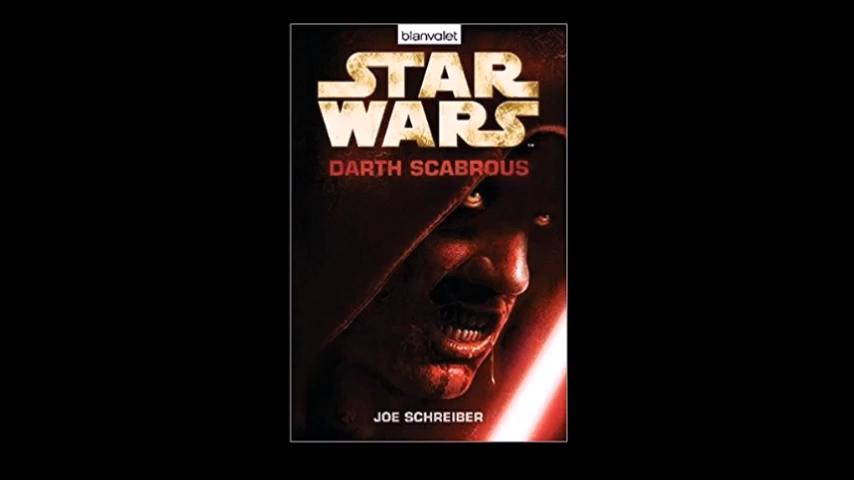 blanvalet
STAR
WARS
DARTH SCABROUS
JOE SCHREIBER